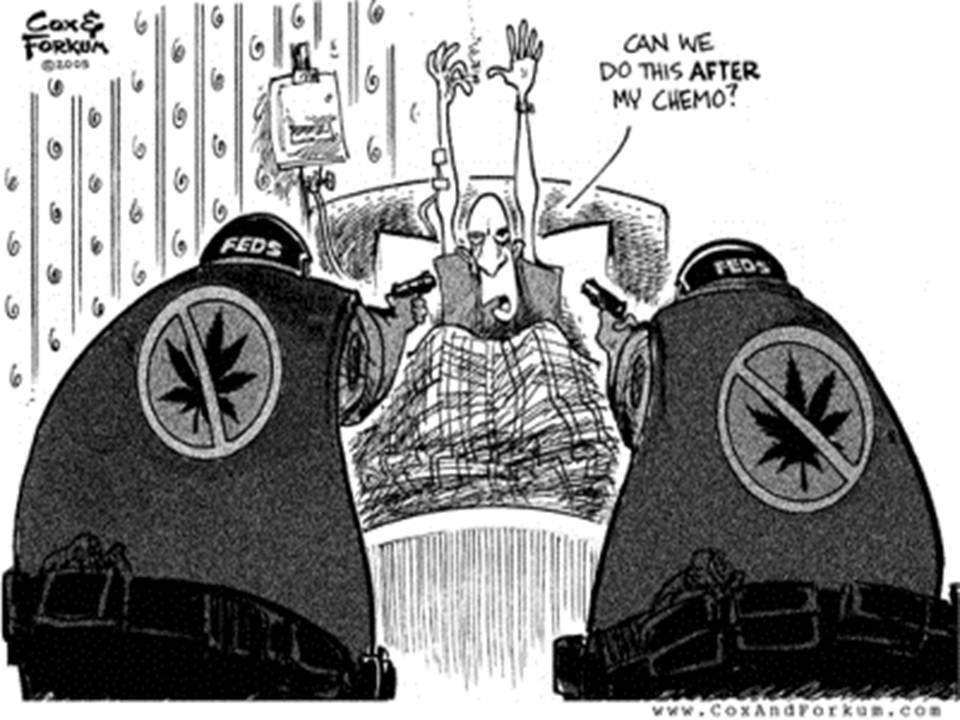 Cox &
Forkum
©2005
CAN WE
DO THIS AFTER
MY CHEMO?
FEDS
FEDS
www.CoxAndForkum.com